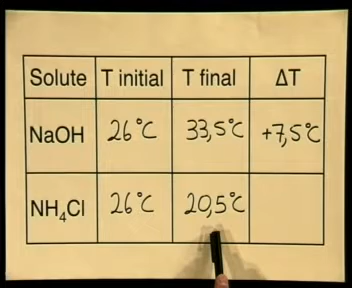 Solute T initial T final ΔT
NaOH 26°C 33,5°C +7,5°C
NH₄Cl 26°C 20,5°C